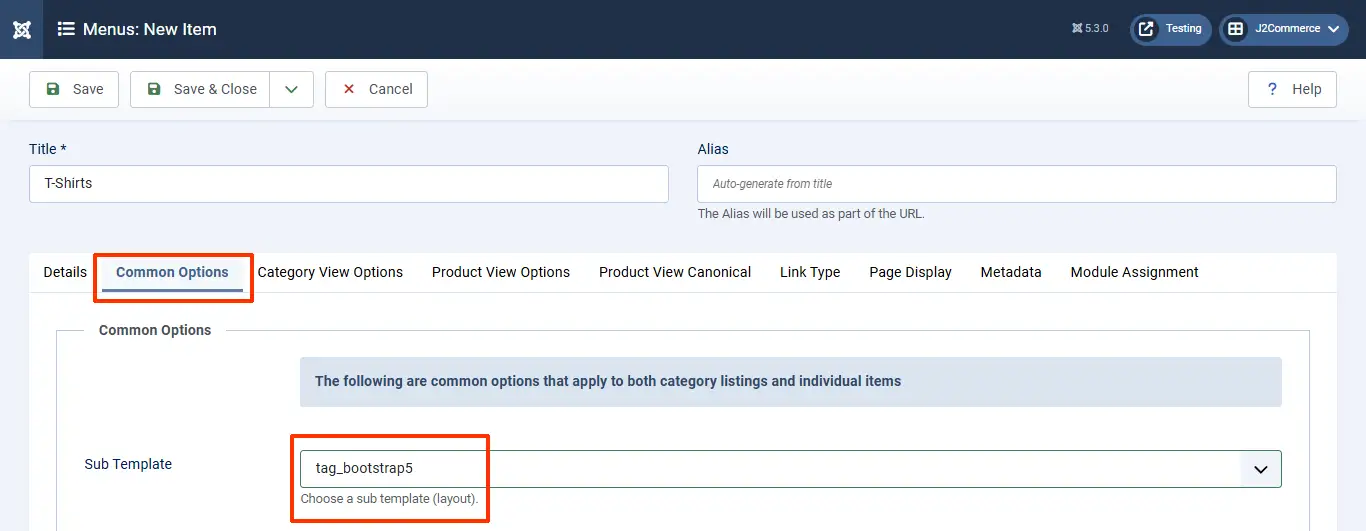 Menus: New Item
5.3.0
Testing
J2Commerce
Save
Save & Close
Cancel
? Help
Title *
Alias
T-Shirts
Auto-generate from title
The Alias will be used as part of the URL.
Details
Common Options
Category View Options
Product View Options
Product View Canonical
Link Type
Page Display
Metadata
Module Assignment
Common Options
The following are common options that apply to both category listings and individual items
Sub Template
tag_bootstrap5
Choose a sub template (layout).